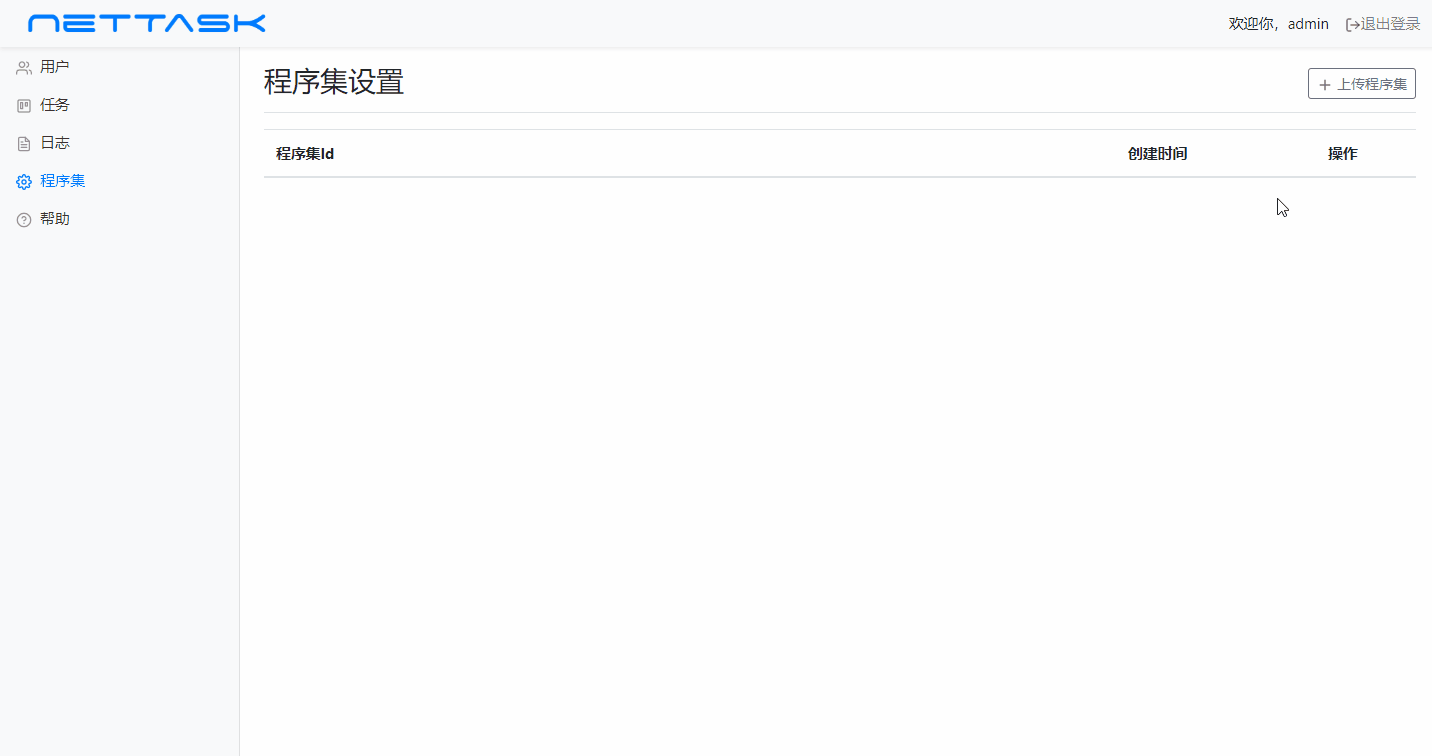 NETTASK
欢迎你，admin 退出登录
用户
任务
日志
程序集
帮助
程序集设置
+ 上传程序集
程序集Id 创建时间 操作